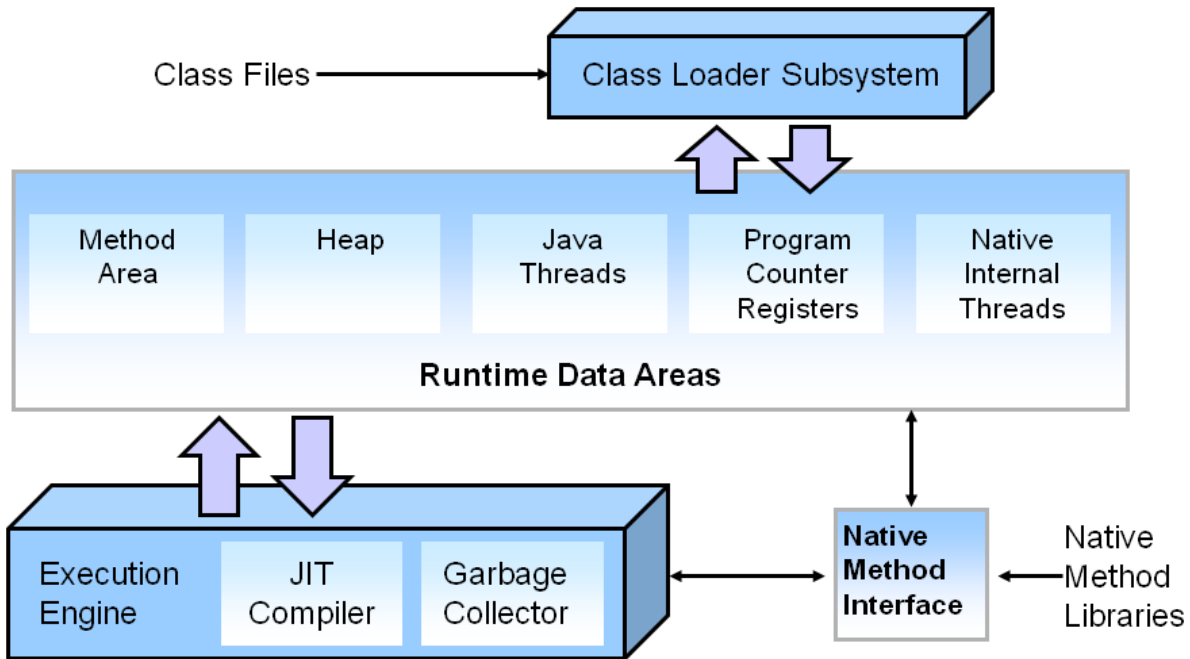 Class Files
Class Loader Subsystem
Method
Area
Heap
Java
Threads
Program
Counter
Registers
Native
Internal
Threads
Runtime Data Areas
Execution
Engine
JIT
Compiler
Garbage
Collector
Native
Method
Interface
Native
Method
Libraries